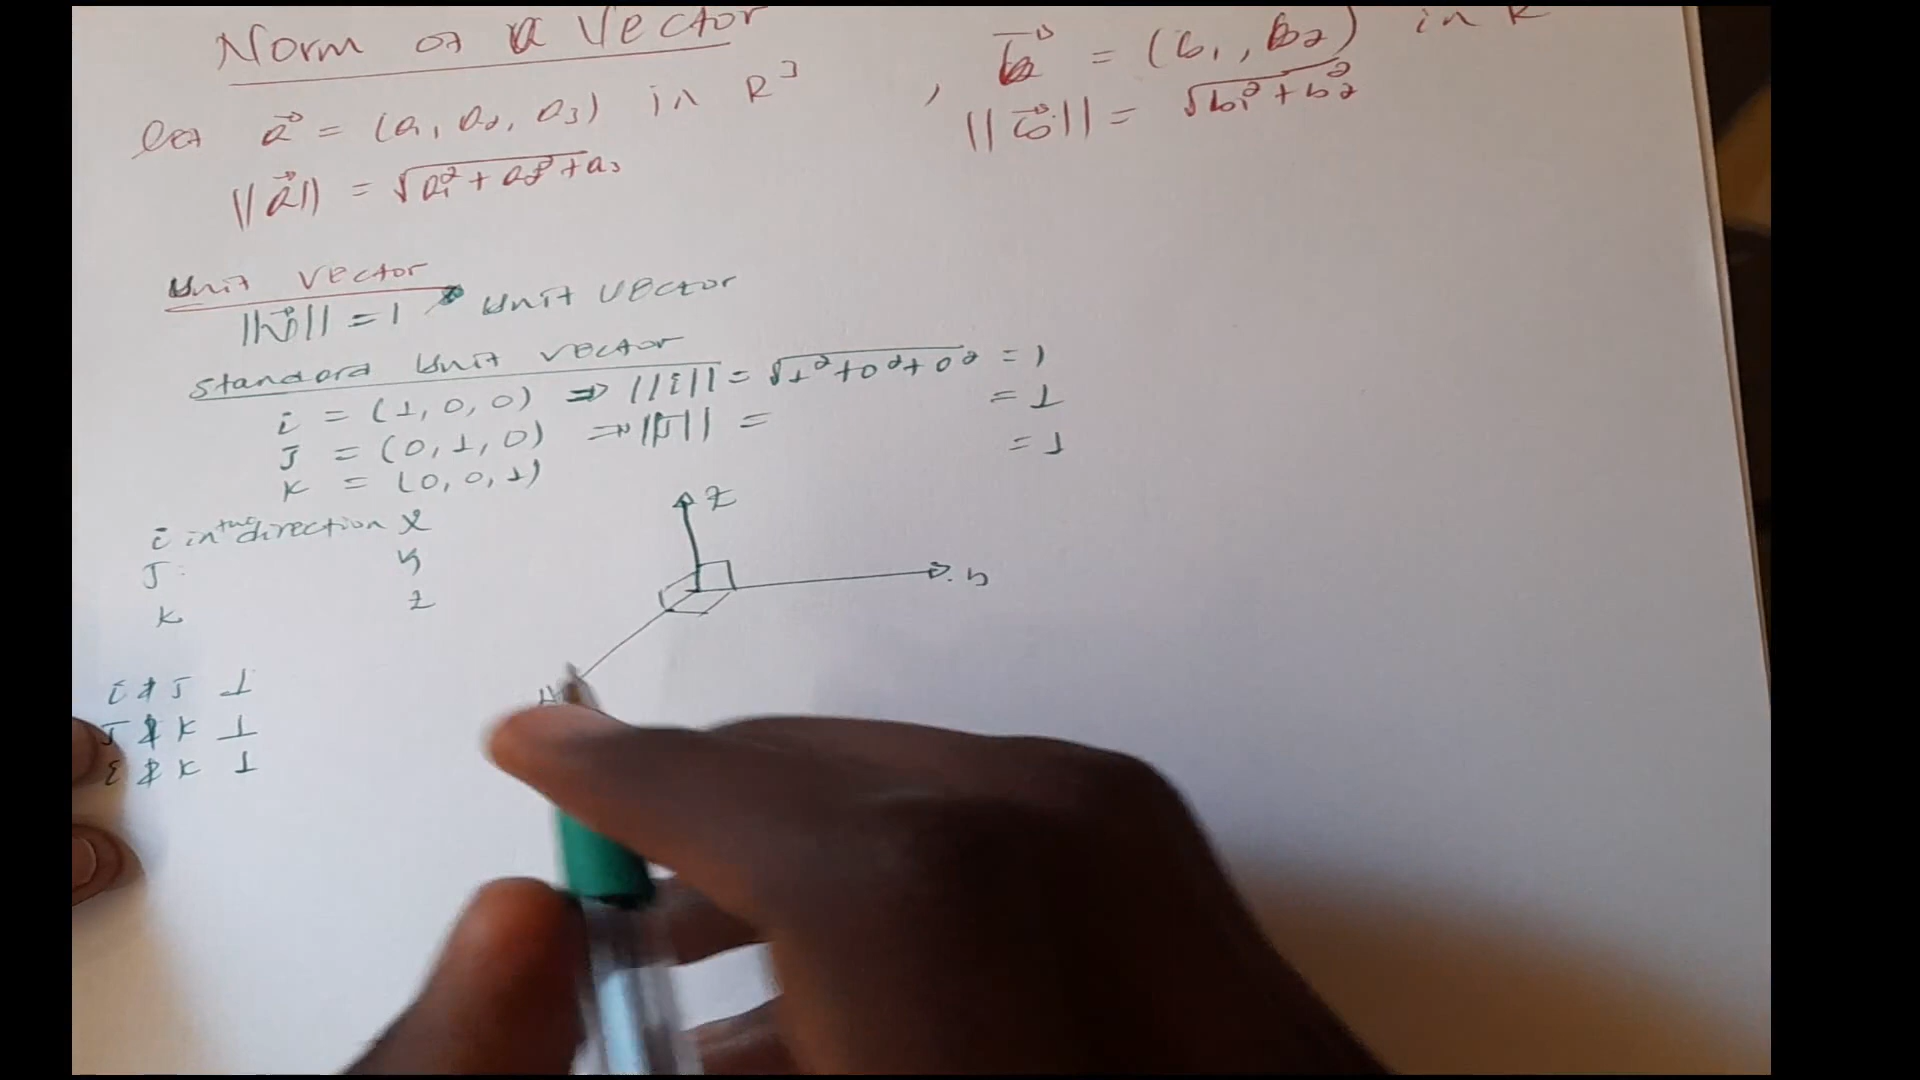 Norm of a Vector
let a⃗ = (a₁, a₂, a₃) in R³ , b⃗ = (b₁, b₂) in R
||a⃗|| = √a₁² + a₂² + a₃
||b⃗|| = √b₁² + b₂²
Unit Vector
||v⃗|| = 1 → Unit Vector
Standard Unit Vector
i = (1, 0, 0) ⇒ ||i|| = √1² + 0² + 0² = 1
J = (0, 1, 0) ⇒ ||J|| = = 1
K = (0, 0, 1) = 1
i in +ve direction x
J y
K z
z
y
i & J ⊥
J & K ⊥
i & K ⊥